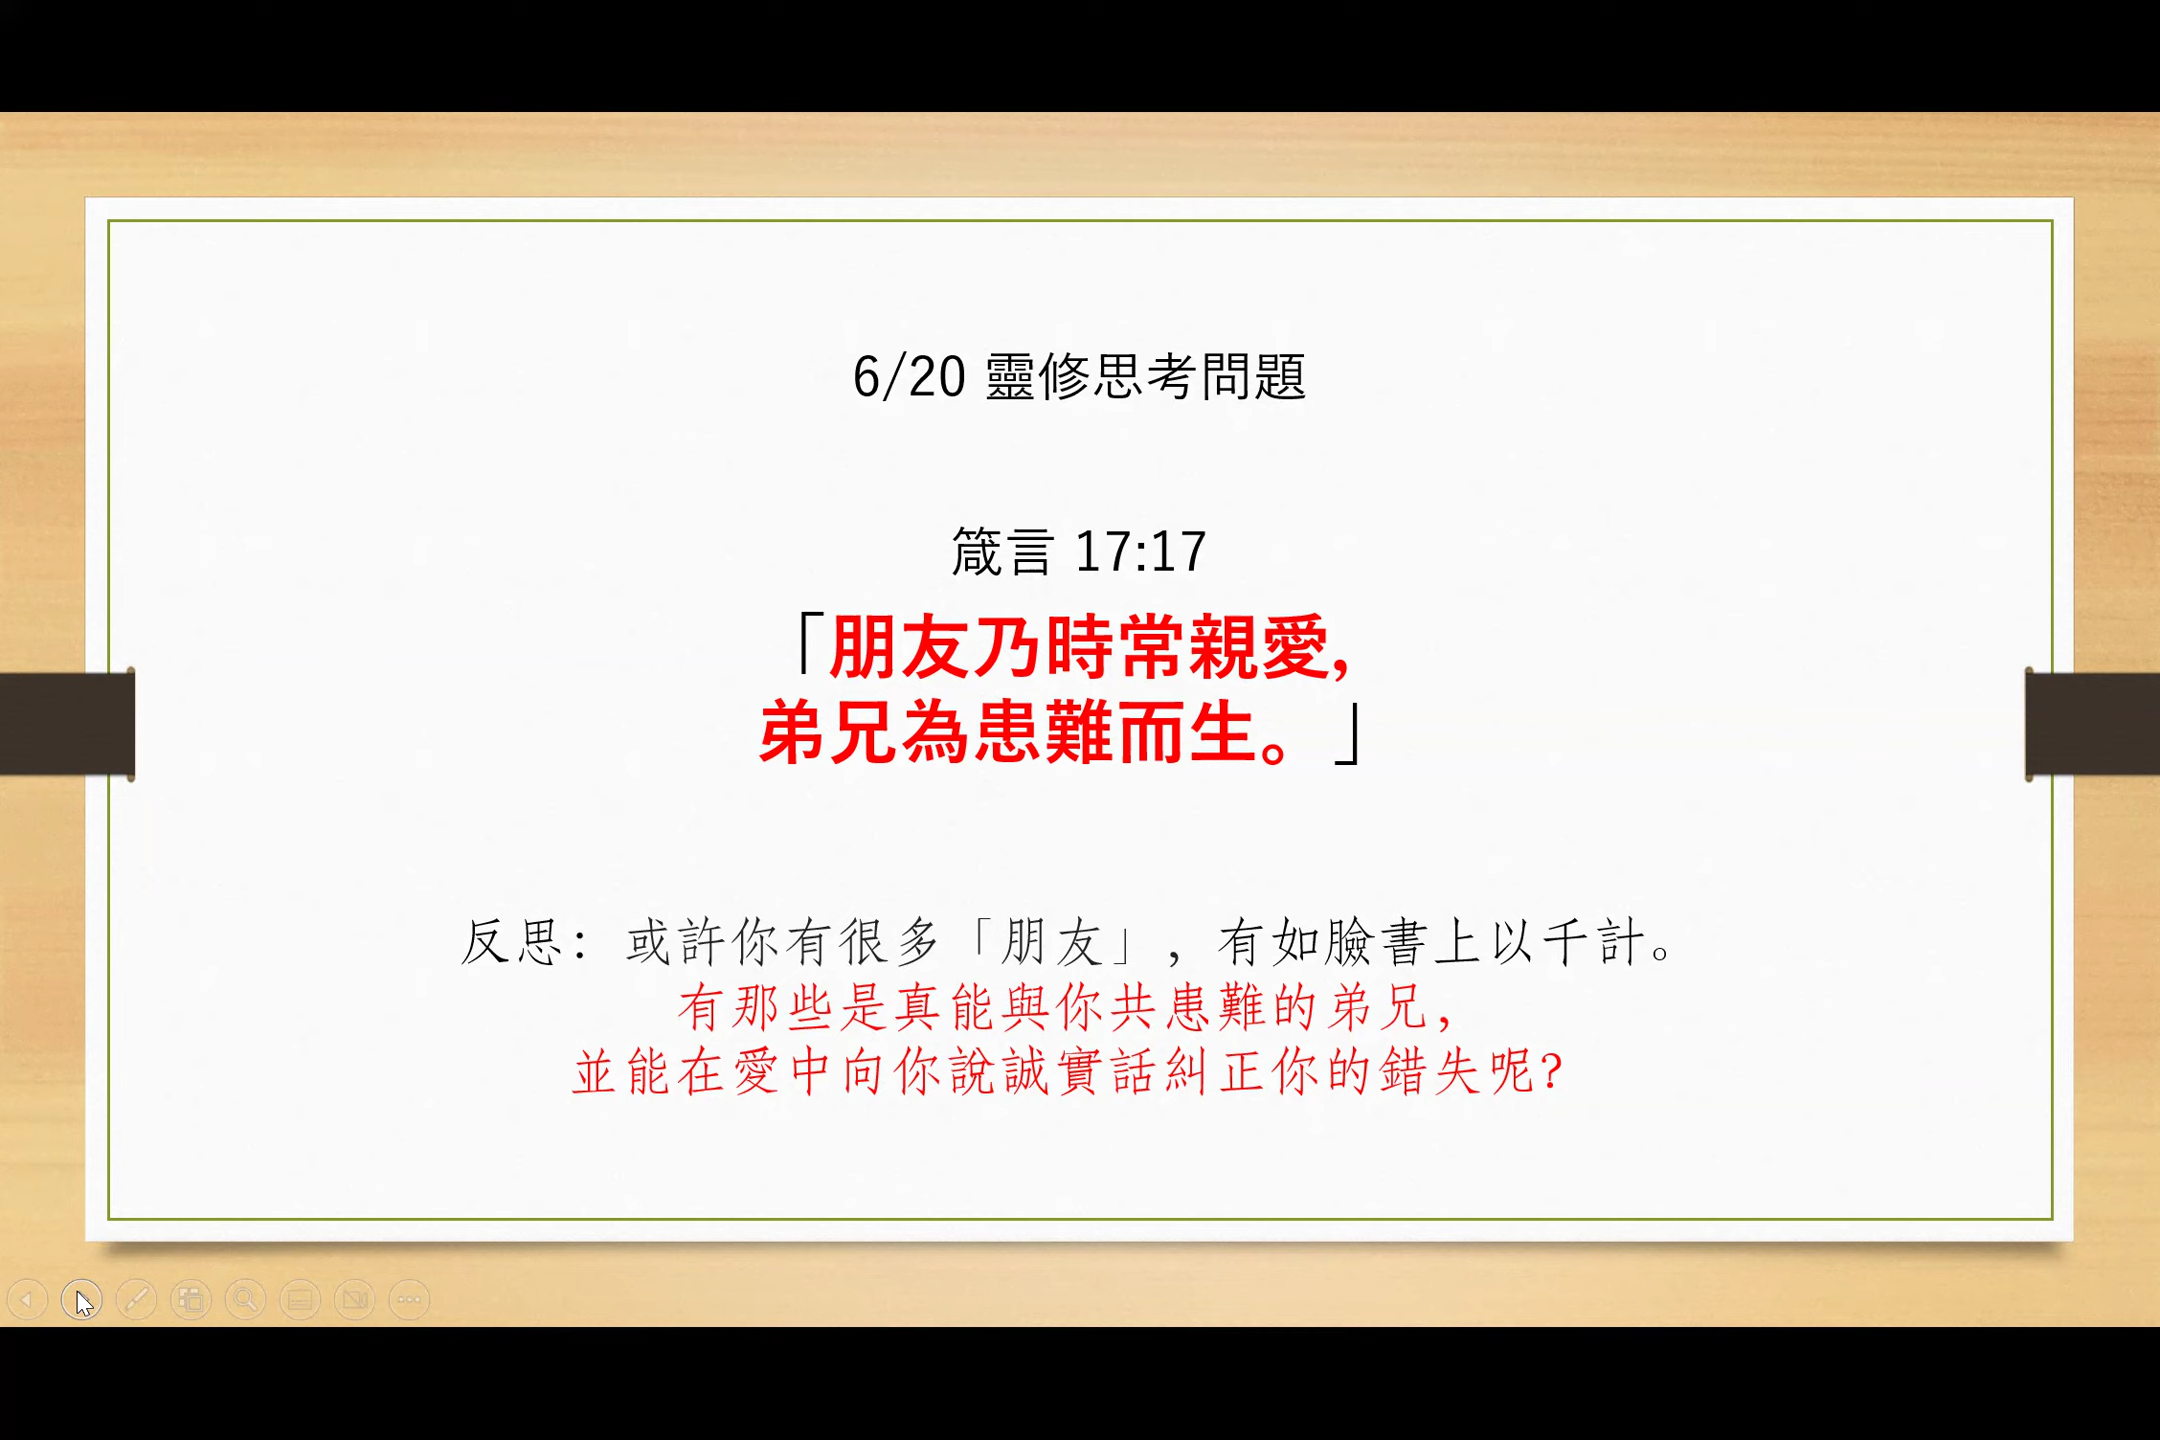 6/20 靈修思考問題
箴言 17:17
「朋友乃時常親愛,
弟兄為患難而生。」
反思：或許你有很多「朋友」，有如臉書上以千計。
有那些是真能與你共患難的弟兄，
並能在愛中向你說誠實話糾正你的錯失呢？